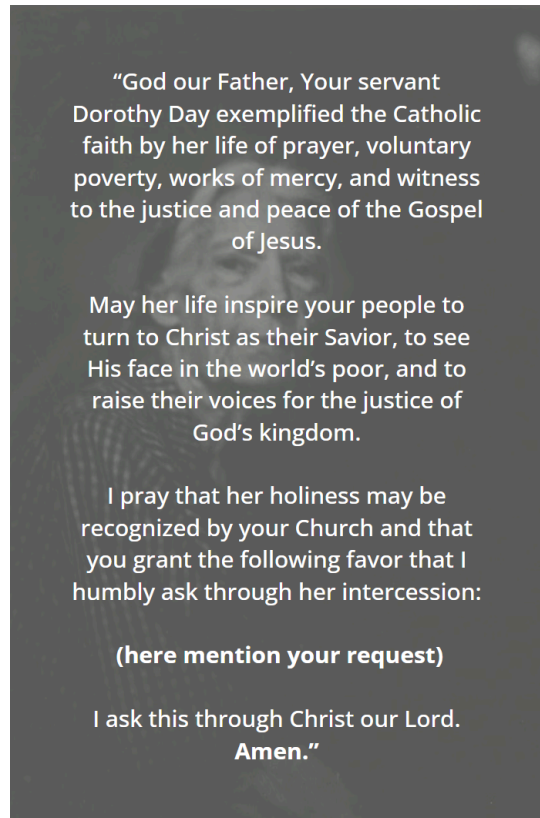 “God our Father, Your servant
Dorothy Day exemplified the Catholic
faith by her life of prayer, voluntary
poverty, works of mercy, and witness
to the justice and peace of the Gospel
of Jesus.
May her life inspire your people to
turn to Christ as their Savior, to see
His face in the world’s poor, and to
raise their voices for the justice of
God’s kingdom.
I pray that her holiness may be
recognized by your Church and that
you grant the following favor that I
humbly ask through her intercession:
(here mention your request)
I ask this through Christ our Lord.
Amen.”